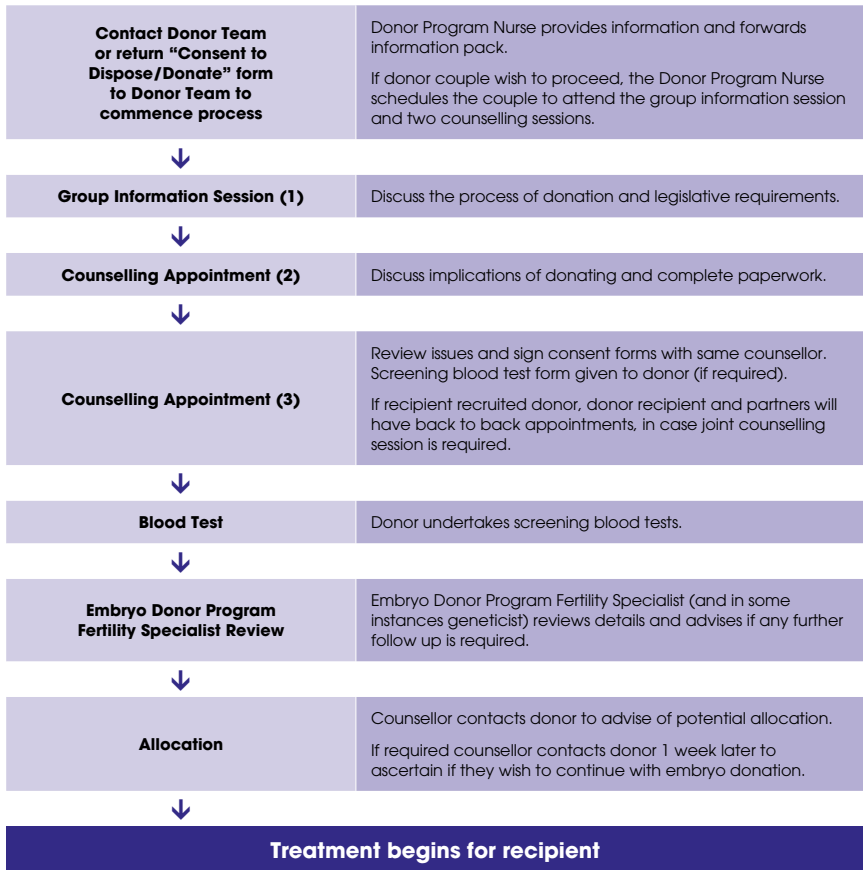 Contact Donor Team
or return “Consent to
Dispose/Donate” form
to Donor Team to
commence process
Donor Program Nurse provides information and forwards
information pack.
If donor couple wish to proceed, the Donor Program Nurse
schedules the couple to attend the group information session
and two counselling sessions.
Group Information Session (1)
Discuss the process of donation and legislative requirements.
Counselling Appointment (2)
Discuss implications of donating and complete paperwork.
Counselling Appointment (3)
Review issues and sign consent forms with same counsellor.
Screening blood test form given to donor (if required).
If recipient recruited donor, donor recipient and partners will
have back to back appointments, in case joint counselling
session is required.
Blood Test
Donor undertakes screening blood tests.
Embryo Donor Program
Fertility Specialist Review
Embryo Donor Program Fertility Specialist (and in some
instances geneticist) reviews details and advises if any further
follow up is required.
Allocation
Counsellor contacts donor to advise of potential allocation.
If required counsellor contacts donor 1 week later to
ascertain if they wish to continue with embryo donation.
Treatment begins for recipient